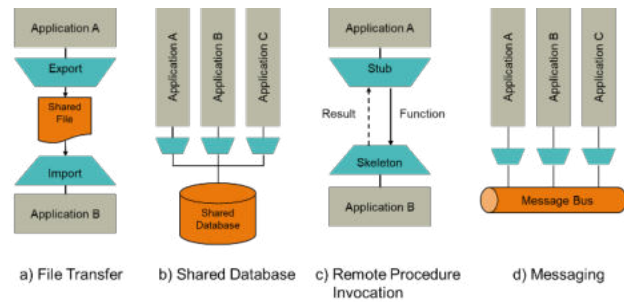 Application A
Export
Shared
File
Import
Application B
a) File Transfer
Application A
Application B
Application C
Shared
Database
b) Shared Database
Application A
Stub
Result
Function
Skeleton
Application B
c) Remote Procedure
Invocation
Application A
Application B
Application C
Message Bus
d) Messaging